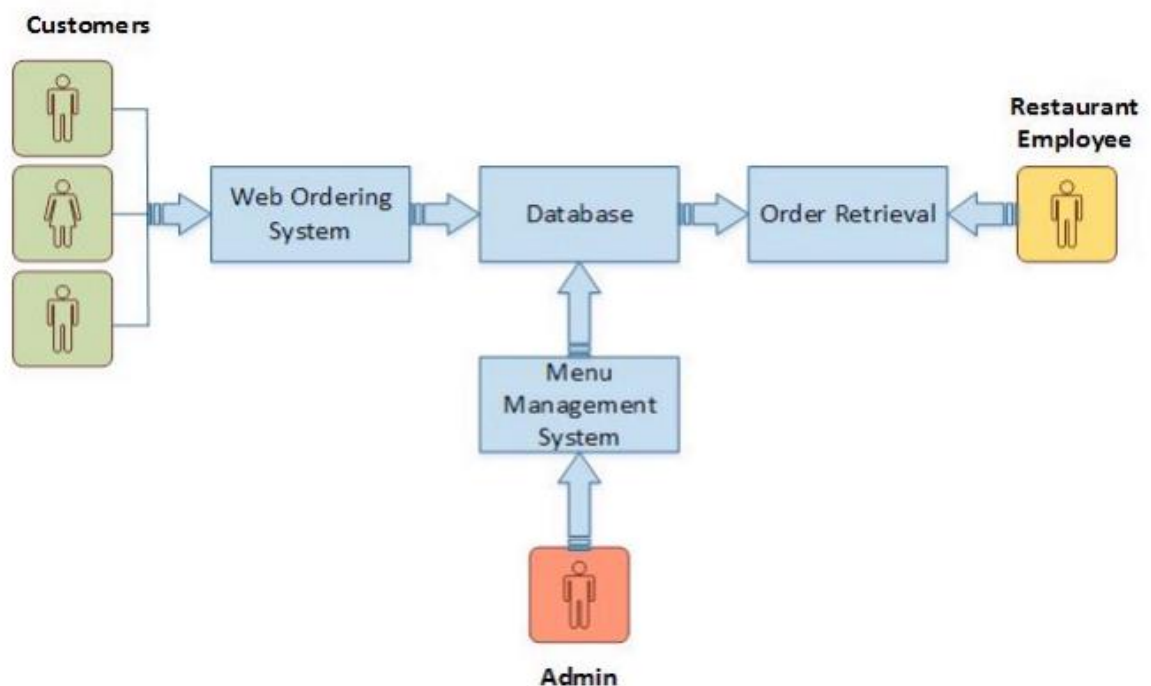 Customers
Restaurant
Employee
Web Ordering
System
Database
Order Retrieval
Menu
Management
System
Admin